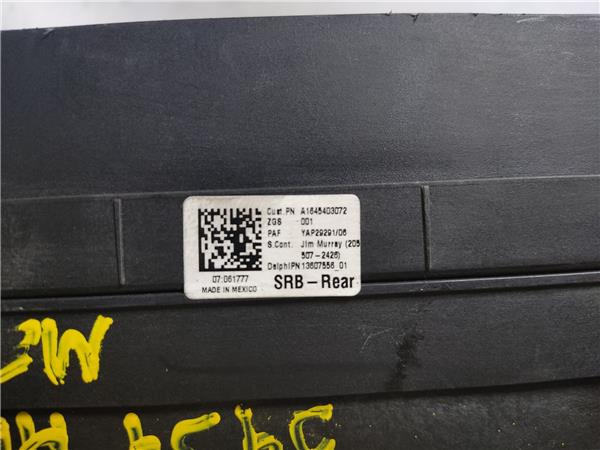 Cust.PN A1645403072
ZGS 001
PAF YAP29291/06
S.Cont. Jim Murray (205
507-2426)
DelphiPN 13607556_01
07:061777
MADE IN MEXICO
SRB-Rear